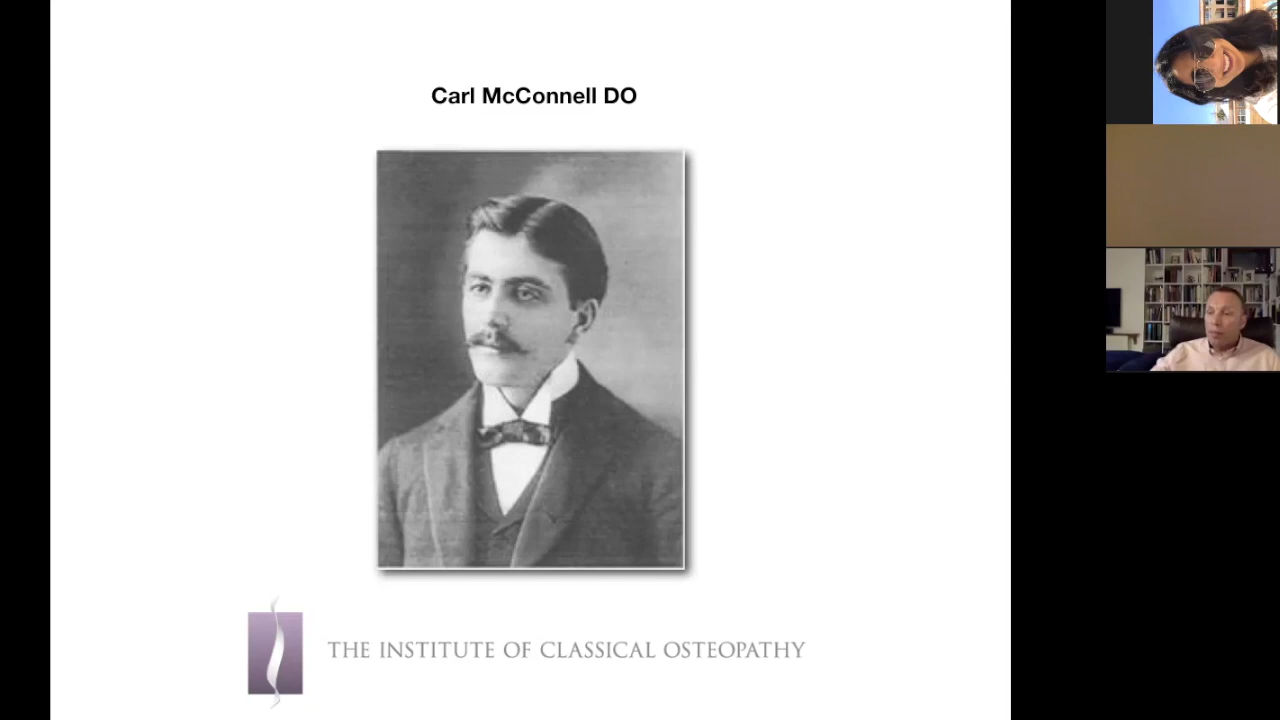 Carl McConnell DO
THE INSTITUTE OF CLASSICAL OSTEOPATHY